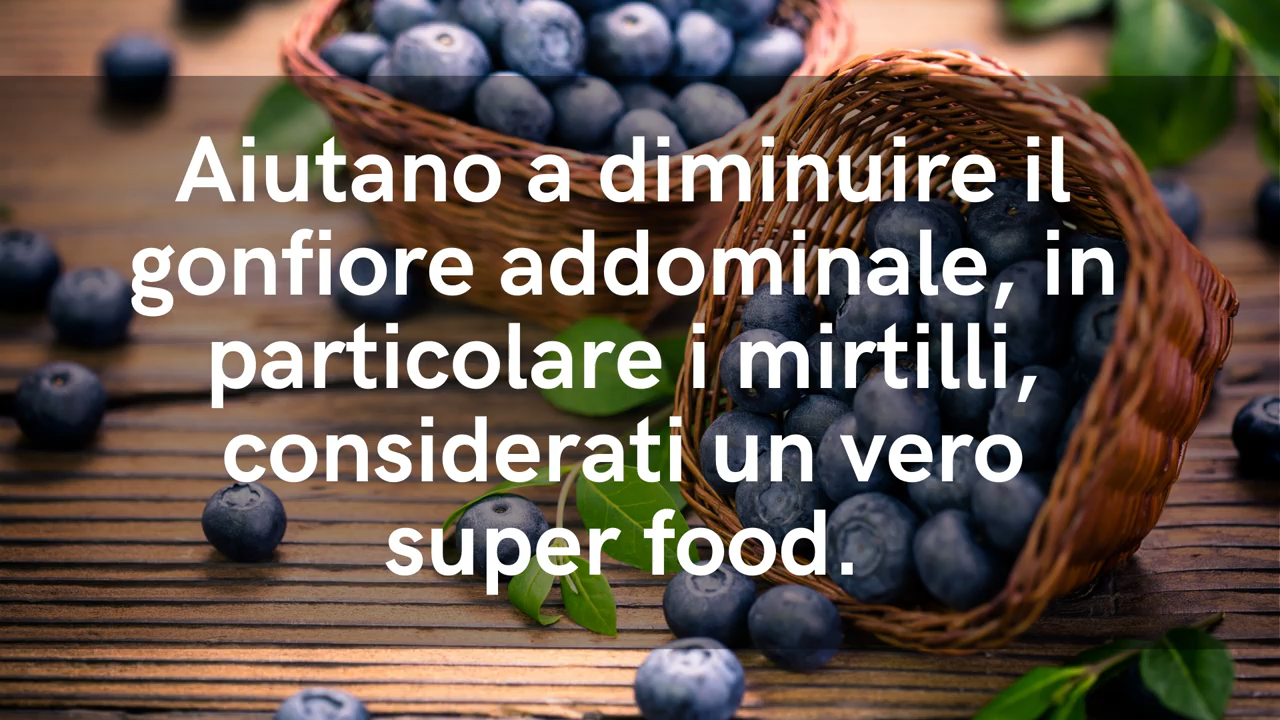 Aiutano a diminuire il
gonfiore addominale, in
particolare i mirtilli,
considerati un vero
super food.